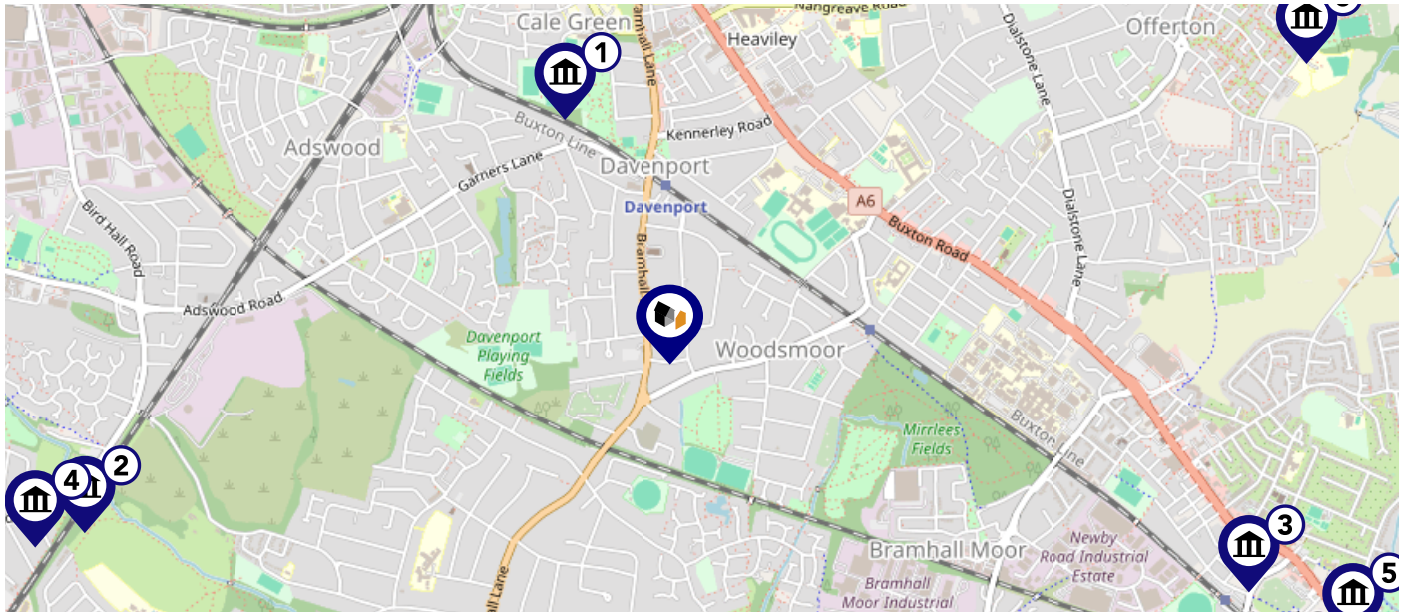 Cale Green
Bramhall Lane
Heaviley
Nangreave Road
Dialstone Lane
Offerton
1
Buxton Line
Kennerley Road
Adswood
Garners Lane
Davenport
Davenport
A6
Buxton Road
Dialstone Lane
Bird Hall Road
Bramhall
Adswood Road
Davenport
Playing
Fields
Woodsmoor
Mirrlees
Fields
Buxton Line
4
2
3
5
Bramhall Moor
Newby
Road Industrial
Estate
Bramhall
Moor Industrial
ll Lane